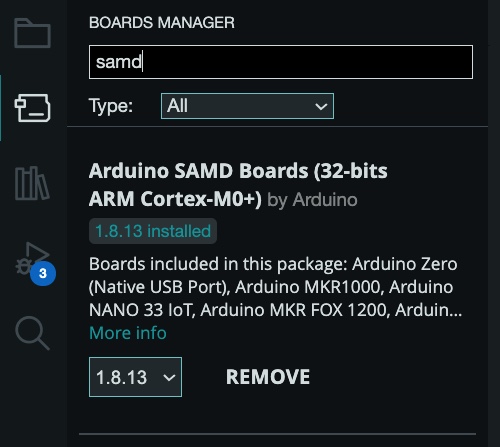 BOARDS MANAGER
samd
Type: All
Arduino SAMD Boards (32-bits
ARM Cortex-M0+) by Arduino
1.8.13 installed
Boards included in this package: Arduino Zero
(Native USB Port), Arduino MKR1000, Arduino
NANO 33 IoT, Arduino MKR FOX 1200, Arduin...
More info
3
1.8.13 REMOVE